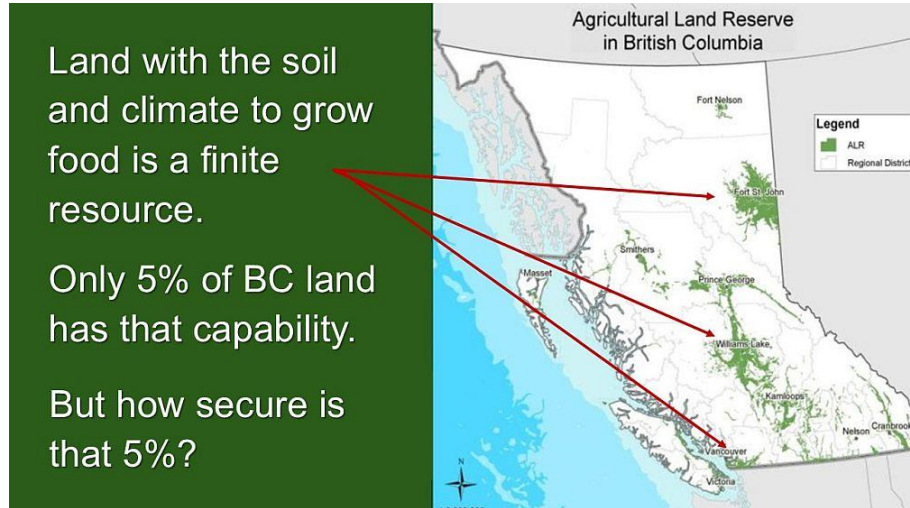 Land with the soil
and climate to grow
food is a finite
resource.
Only 5% of BC land
has that capability.
But how secure is
that 5%?
Agricultural Land Reserve
in British Columbia
Fort Nelson
Legend
ALR
Regional District
Fort St. John
Smithers
Masset
Prince George
Williams Lake
Kamloops
Nelson
Cranbrook
Vancouver
Victoria
N